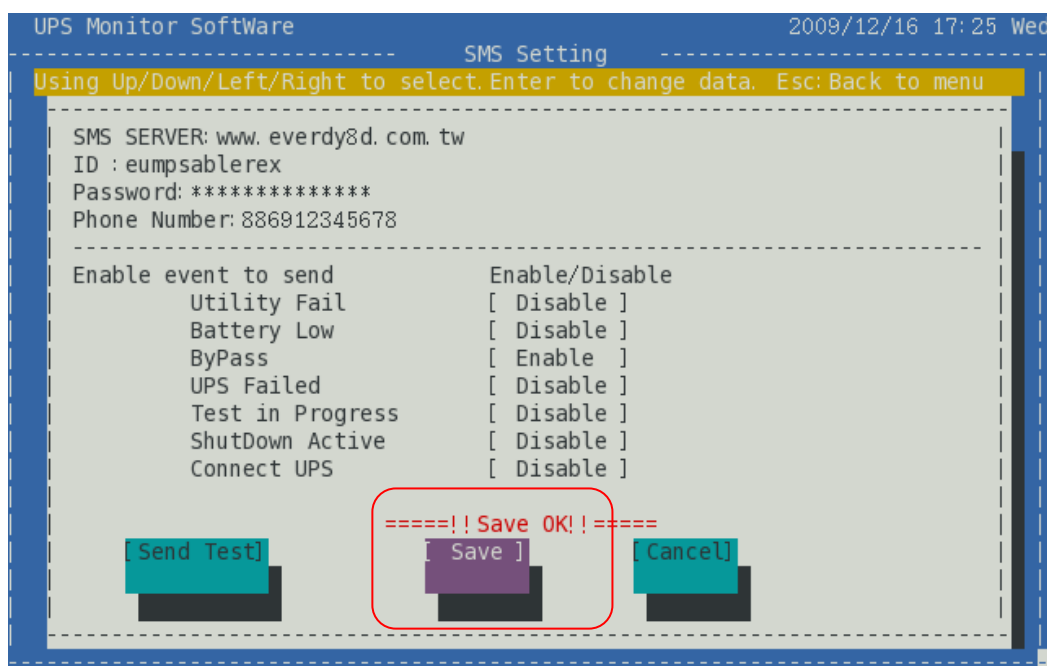 UPS Monitor SoftWare 2009/12/16 17:25 Wed
SMS Setting
Using Up/Down/Left/Right to select.Enter to change data. Esc:Back to menu
SMS SERVER:www.everdy8d.com.tw
ID :eumpsablerex
Password:**************
Phone Number:886912345678
Enable event to send Enable/Disable
Utility Fail [ Disable ]
Battery Low [ Disable ]
ByPass [ Enable ]
UPS Failed [ Disable ]
Test in Progress [ Disable ]
ShutDown Active [ Disable ]
Connect UPS [ Disable ]
=====!!Save OK!!=====
[Send Test] [ Save ] [Cancel]